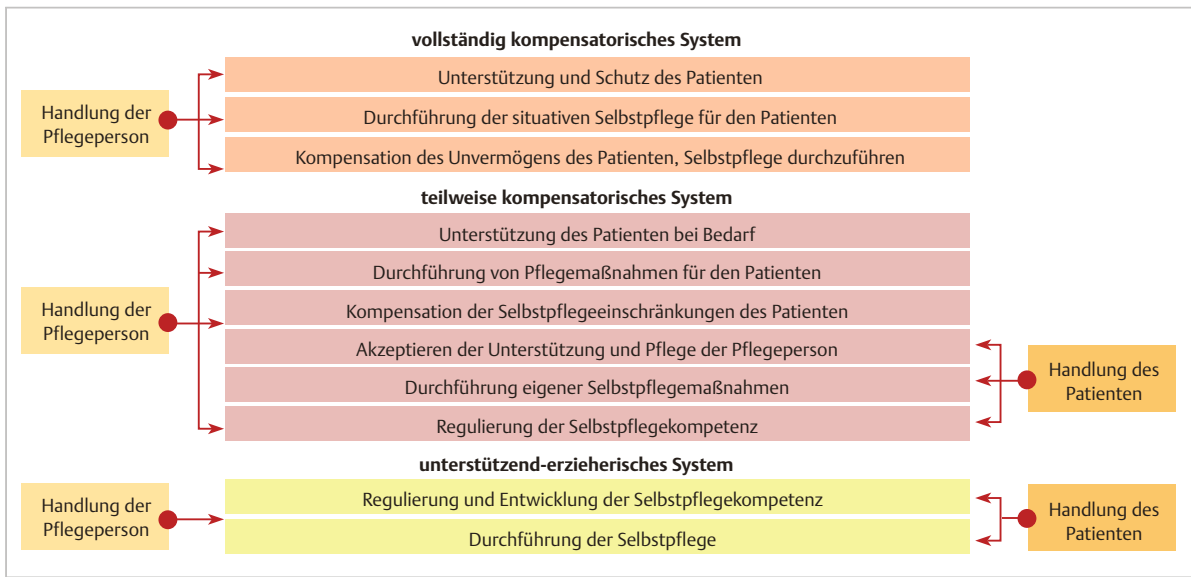 vollständig kompensatorisches System
Handlung der
Pflegeperson
Unterstützung und Schutz des Patienten
Durchführung der situativen Selbstpflege für den Patienten
Kompensation des Unvermögens des Patienten, Selbstpflege durchzuführen
teilweise kompensatorisches System
Handlung der
Pflegeperson
Unterstützung des Patienten bei Bedarf
Durchführung von Pflegemaßnahmen für den Patienten
Kompensation der Selbstpflegeeinschränkungen des Patienten
Akzeptieren der Unterstützung und Pflege der Pflegeperson
Durchführung eigener Selbstpflegemaßnahmen
Regulierung der Selbstpflegekompetenz
Handlung des
Patienten
unterstützend-erzieherisches System
Handlung der
Pflegeperson
Regulierung und Entwicklung der Selbstpflegekompetenz
Durchführung der Selbstpflege
Handlung des
Patienten